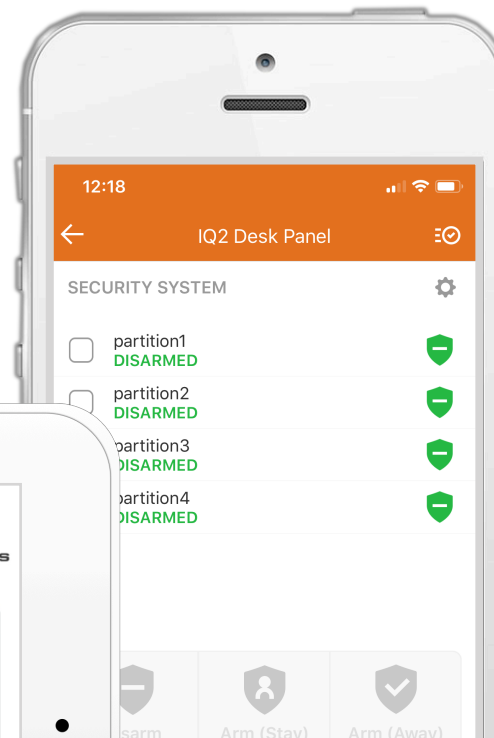 12:18
IQ2 Desk Panel
SECURITY SYSTEM
partition1
DISARMED
partition2
DISARMED
partition3
DISARMED
partition4
DISARMED
Arm (Stay)
Arm (Away)